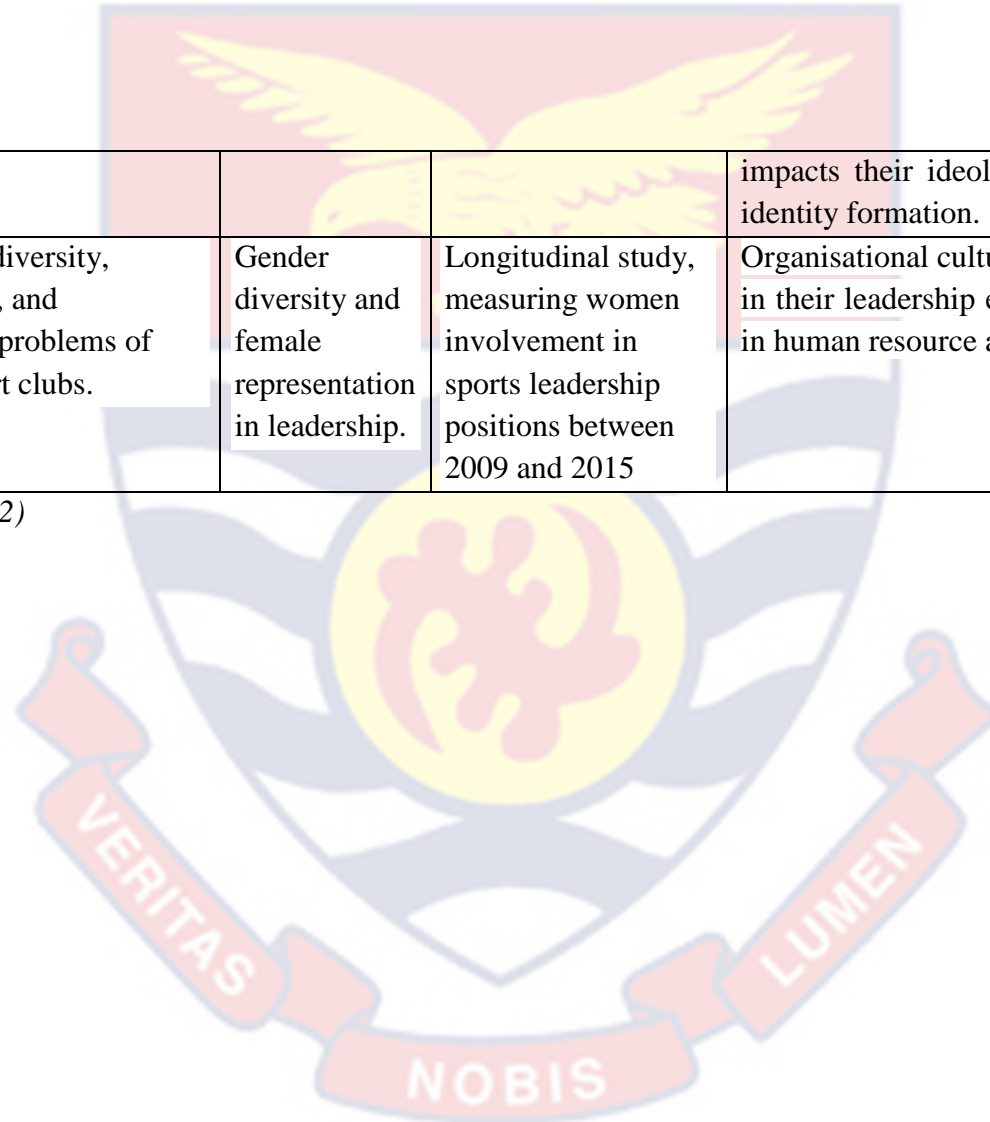 impacts their
identity formation.
diversity,
and
problems of
clubs.
Gender
diversity and
female
representation
in leadership.
Longitudinal study,
measuring women
involvement in
sports leadership
positions between
2009 and 2015
Organisational
in their leadership
in human resource
2)
VERITAS
NOBIS
LUMEN